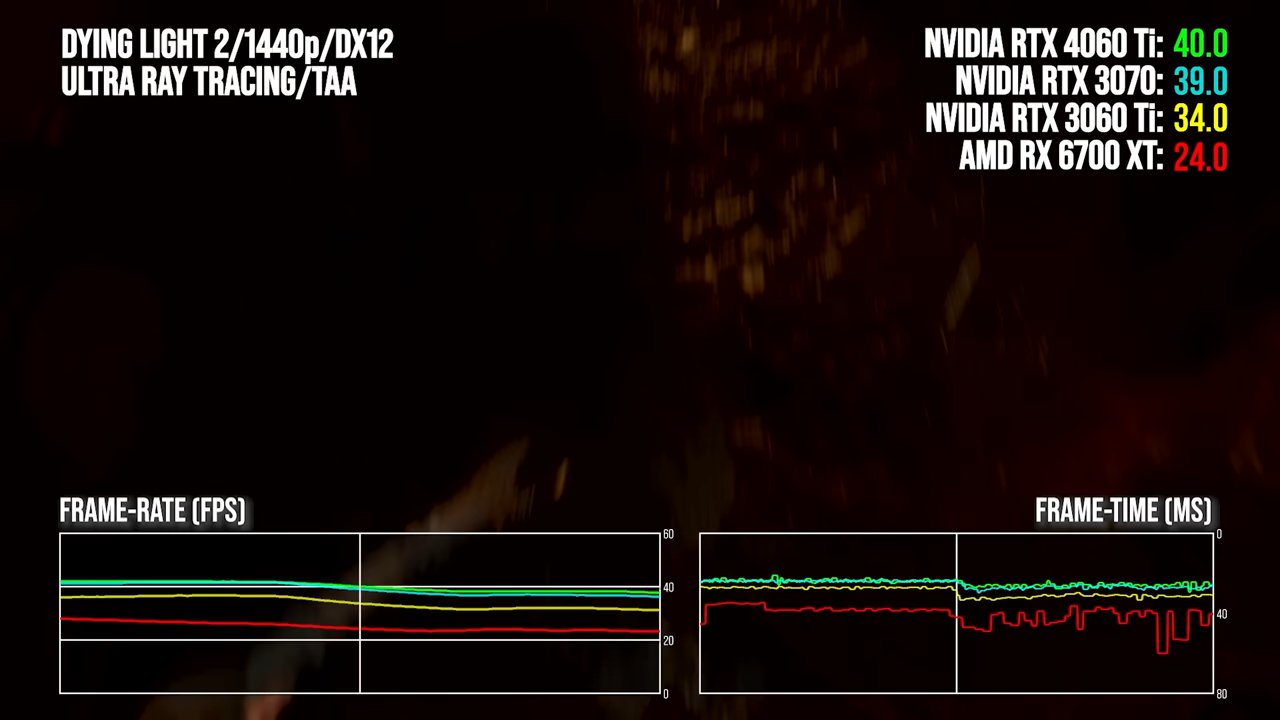 DYING LIGHT 2/1440p/DX12
ULTRA RAY TRACING/TAA
NVIDIA RTX 4060 Ti: 40.0
NVIDIA RTX 3070: 39.0
NVIDIA RTX 3060 Ti: 34.0
AMD RX 6700 XT: 24.0
FRAME-RATE (FPS)
60
40
20
0
FRAME-TIME (MS)
0
40
80